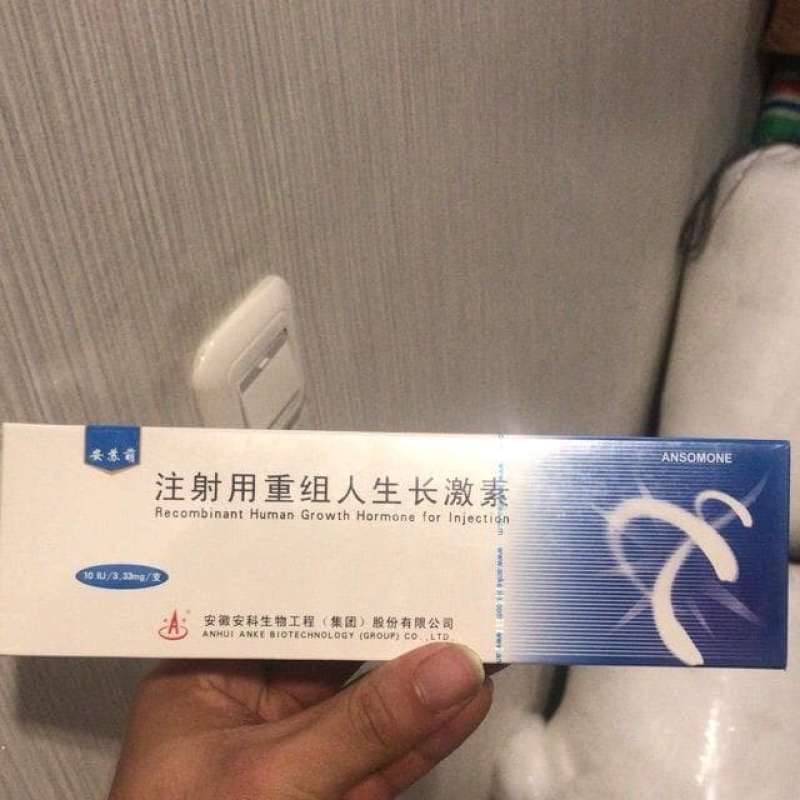 安苏萌
ANSOMONE
注射用重组人生长激素
Recombinant Human Growth Hormone for Injection
10 IU/3.33mg/支
安徽安科生物工程（集团）股份有限公司
ANHUI ANKE BIOTECHNOLOGY (GROUP) CO., LTD.